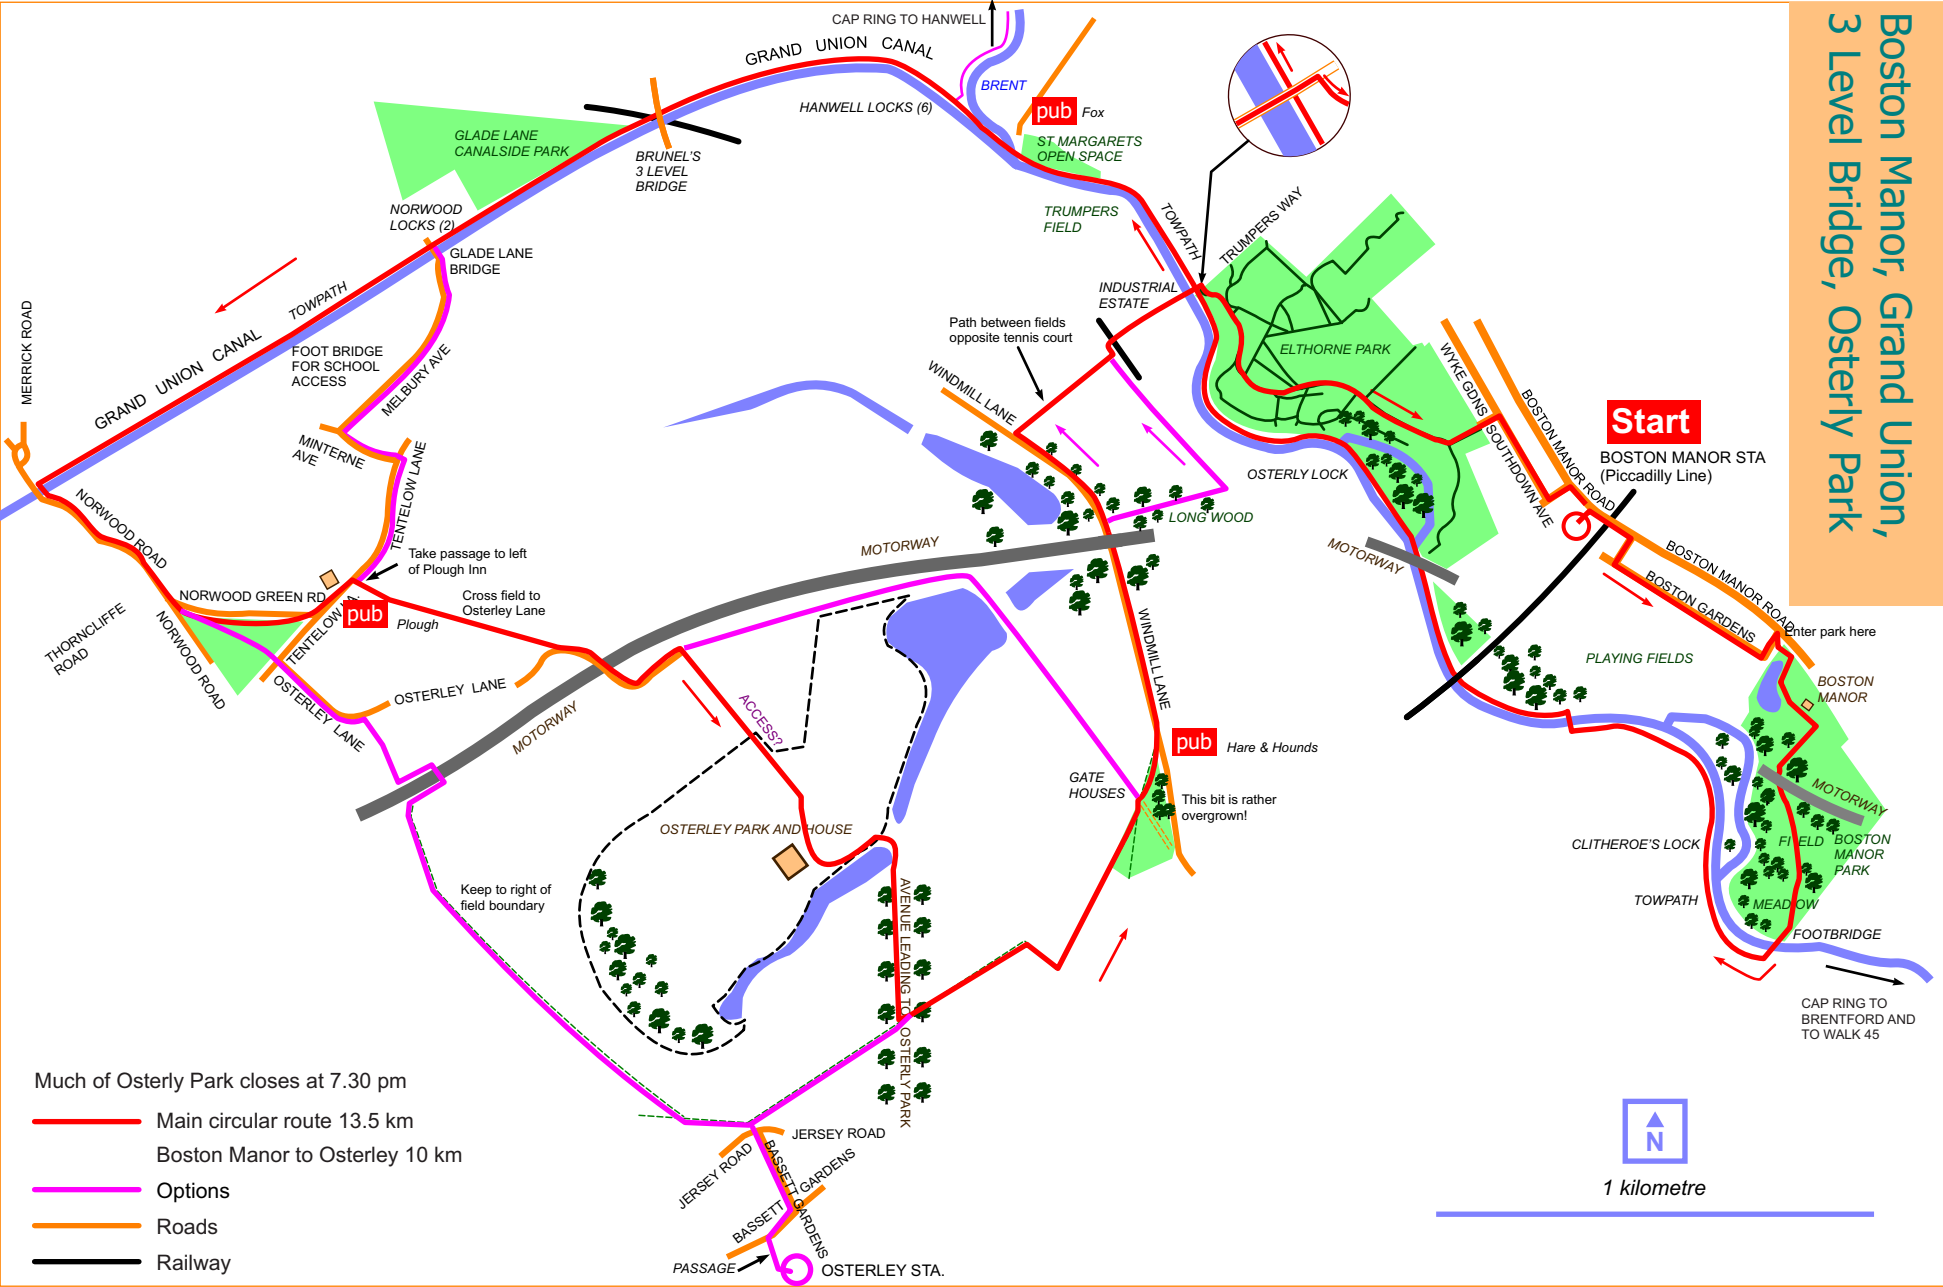 Boston Manor, Grand Union,
3 Level Bridge, Osterly Park
CAP RING TO HANWELL
GRAND UNION CANAL
BRENT
HANWELL LOCKS (6)
pub Fox
ST MARGARETS
OPEN SPACE
GLADE LANE
CANALSIDE PARK
BRUNEL'S
3 LEVEL
BRIDGE
NORWOOD
LOCKS (2)
GLADE LANE
BRIDGE
TRUMPERS
FIELD
TOWPATH
TRUMPERS WAY
INDUSTRIAL
ESTATE
TOWPATH
GRAND UNION CANAL
MERRICK ROAD
FOOT BRIDGE
FOR SCHOOL
ACCESS
MELBURY AVE
MINTERNE
AVE
TENTELOW LANE
Path between fields
opposite tennis court
WINDMILL LANE
ELTHORNE PARK
WYKE GDNS
SOUTHDOWN AVE
BOSTON MANOR ROAD
Start
BOSTON MANOR STA
(Piccadilly Line)
OSTERLY LOCK
LONG WOOD
MOTORWAY
MOTORWAY
NORWOOD ROAD
Take passage to left
of Plough Inn
NORWOOD GREEN RD
Cross field to
Osterley Lane
pub Plough
TENTELOW LA.
THORNCLIFFE
ROAD
NORWOOD ROAD
OSTERLEY LANE
OSTERLEY LANE
MOTORWAY
BOSTON MANOR ROAD
BOSTON GARDENS
Enter park here
PLAYING FIELDS
BOSTON
MANOR
WINDMILL LANE
ACCESS?
pub Hare & Hounds
GATE
HOUSES
This bit is rather
overgrown!
OSTERLEY PARK AND HOUSE
Keep to right of
field boundary
AVENUE LEADING TO OSTERLEY PARK
MOTORWAY
CLITHEROE'S LOCK
FIELD
BOSTON
MANOR
PARK
TOWPATH
MEADOW
FOOTBRIDGE
CAP RING TO
BRENTFORD AND
TO WALK 45
Much of Osterly Park closes at 7.30 pm
Main circular route 13.5 km
Boston Manor to Osterley 10 km
Options
Roads
Railway
JERSEY ROAD
JERSEY ROAD
BASSETT GARDENS
BASSETT GARDENS
PASSAGE
OSTERLEY STA.
N
1 kilometre